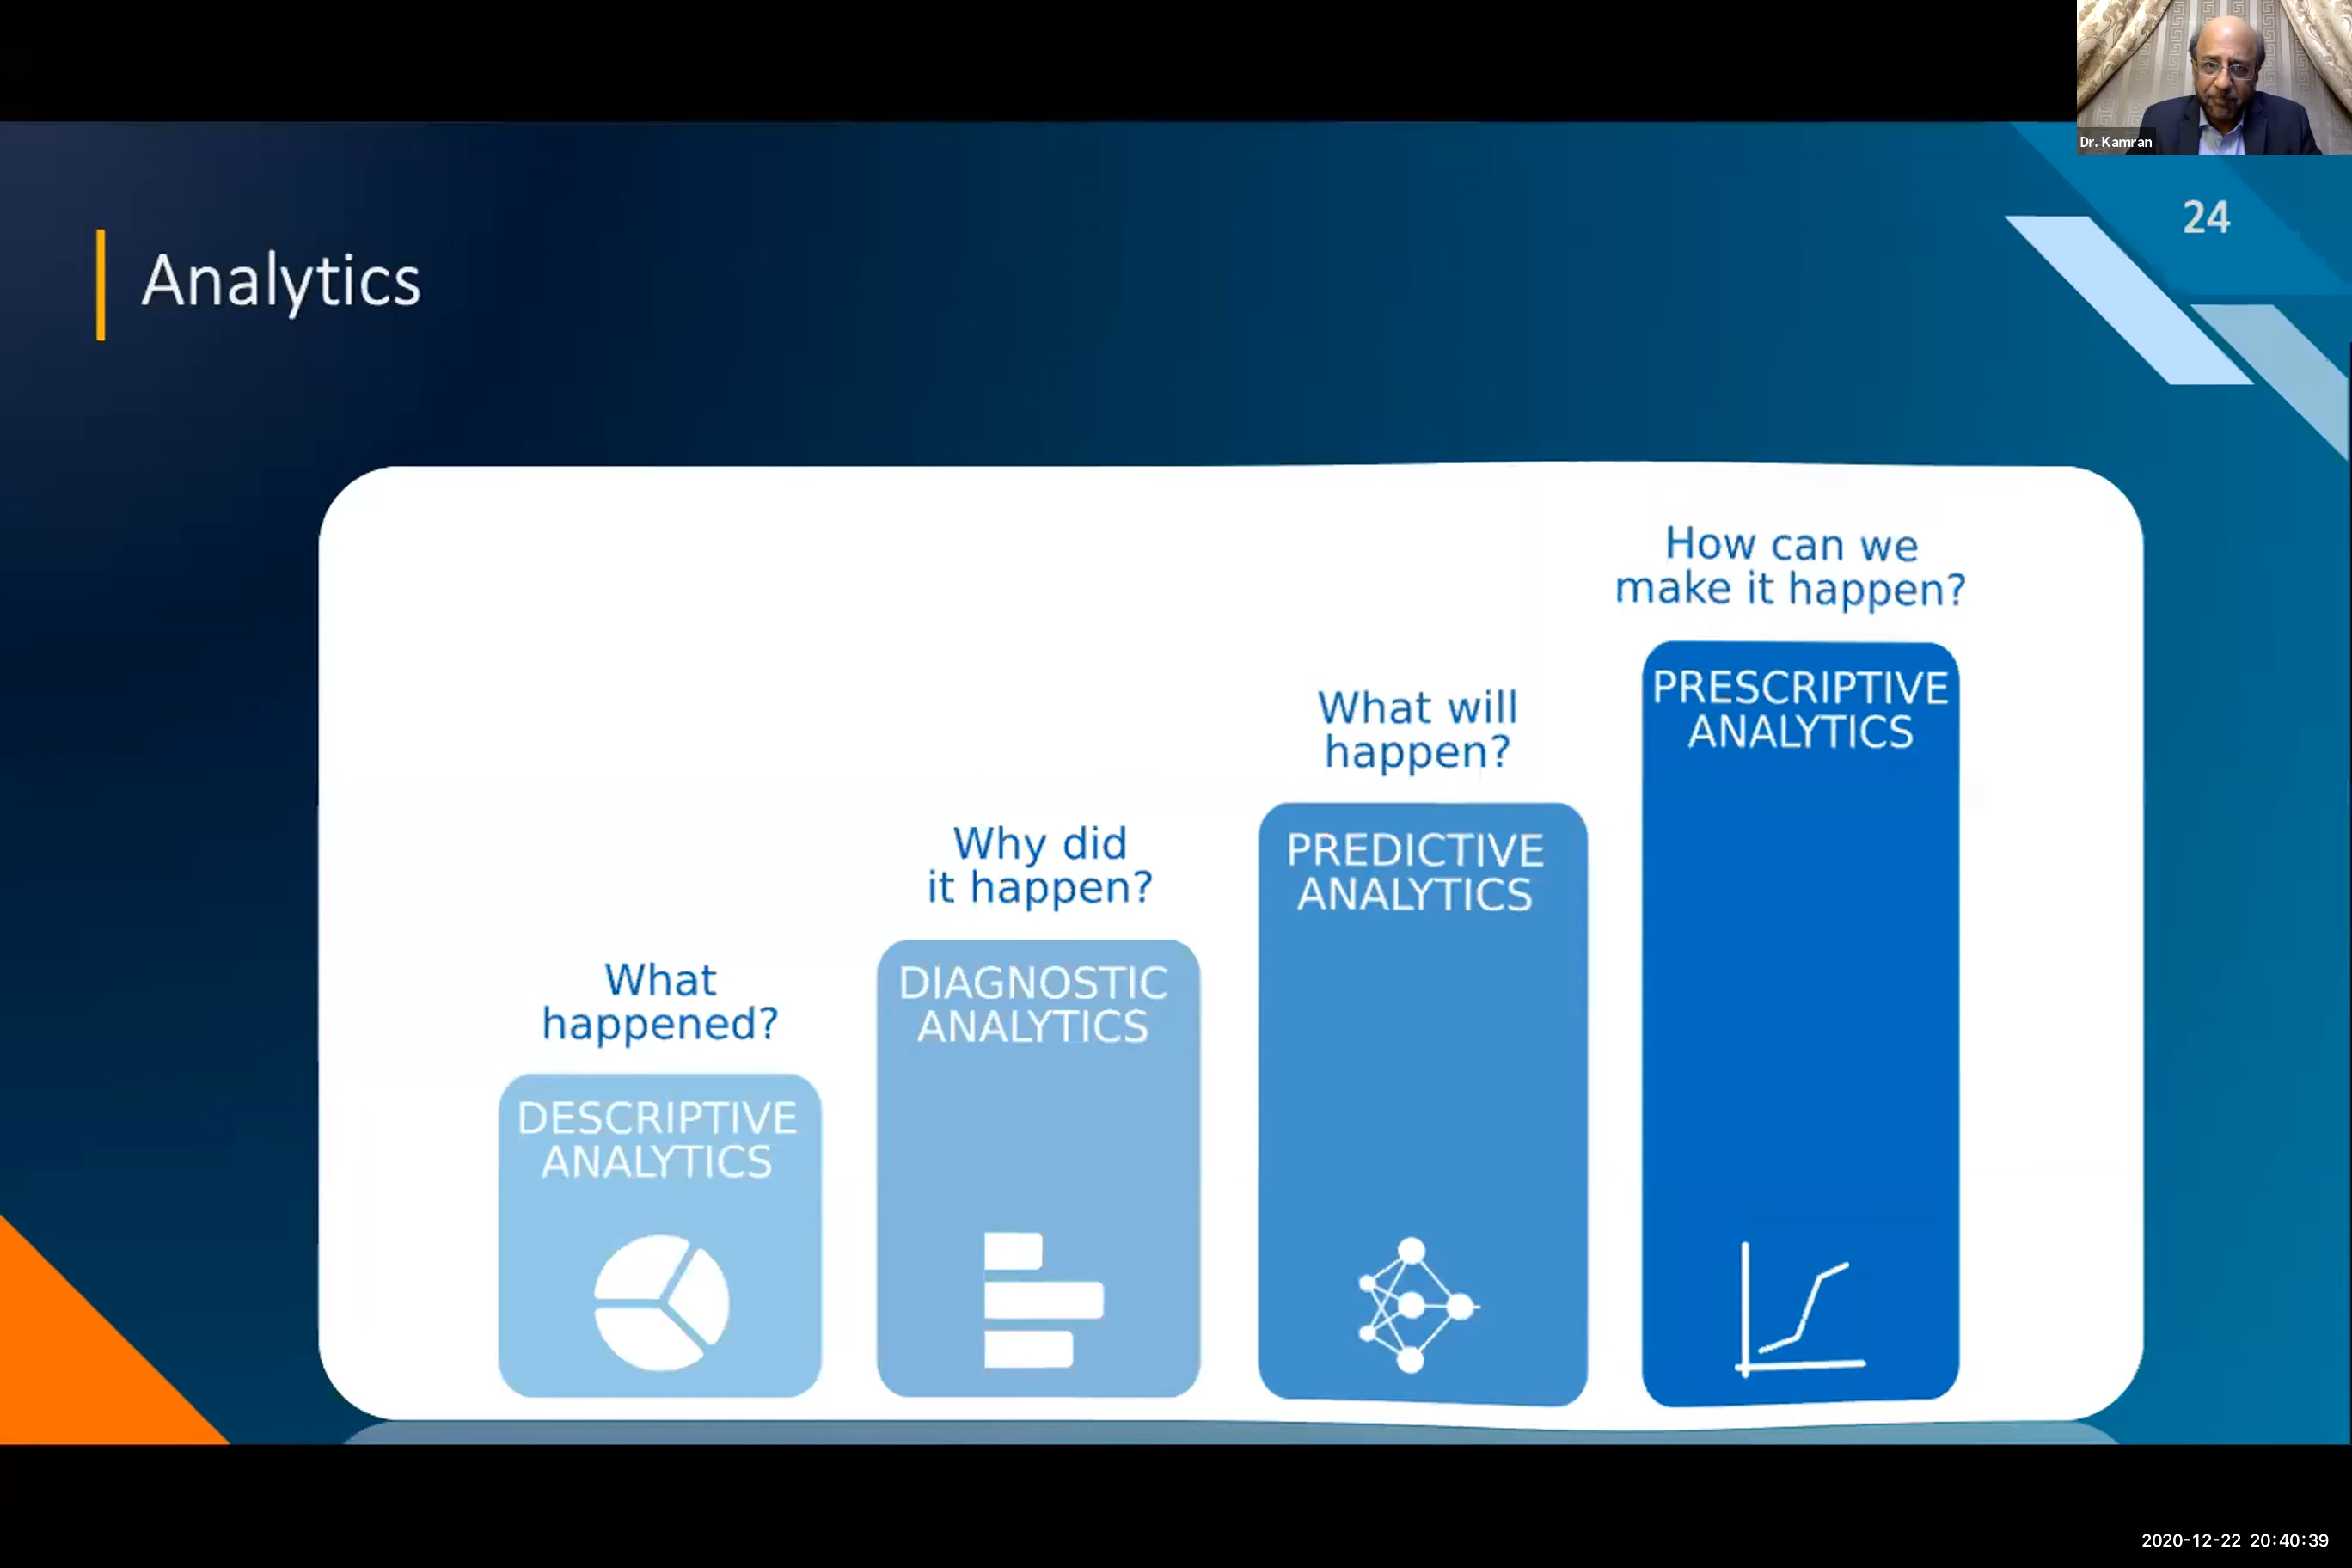 Dr. Kamran
24
Analytics
How can we
make it happen?
PRESCRIPTIVE
ANALYTICS
What will
happen?
PREDICTIVE
ANALYTICS
Why did
it happen?
DIAGNOSTIC
ANALYTICS
What
happened?
DESCRIPTIVE
ANALYTICS
2020-12-22 20:40:39